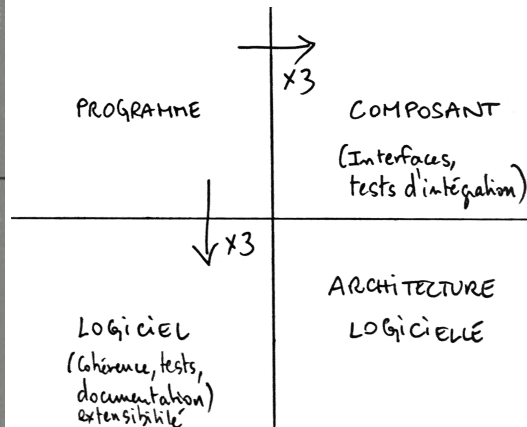 ×3
PROGRAMME
COMPOSANT
(Interfaces,
tests d'intégration)
×3
ARCHITECTURE
LOGICIELLE
LOGICIEL
(Cohérence, tests,
documentation)
extensibilité